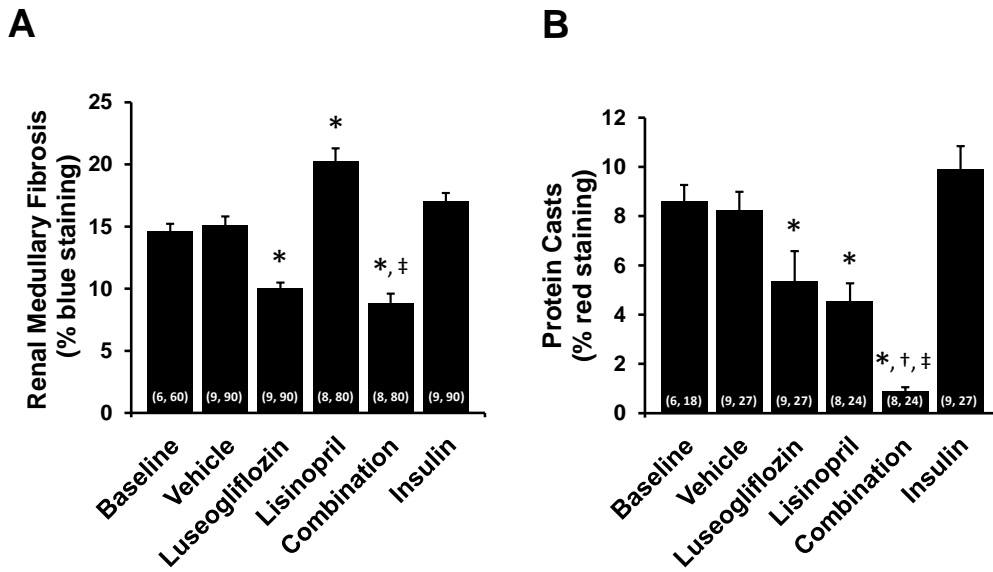 A
Renal Medullary Fibrosis
(% blue staining)
25
20
15
10
5
0
*
*
*, ‡
(6, 60) (9, 90) (9, 90) (8, 80) (8, 80) (9, 90)
Baseline
Vehicle
Luseogliflozin
Lisinopril
Combination
Insulin
B
Protein Casts
(% red staining)
12
10
8
6
4
2
0
*
*
*, †, ‡
(6, 18) (9, 27) (9, 27) (8, 24) (8, 24) (9, 27)
Baseline
Vehicle
Luseogliflozin
Lisinopril
Combination
Insulin